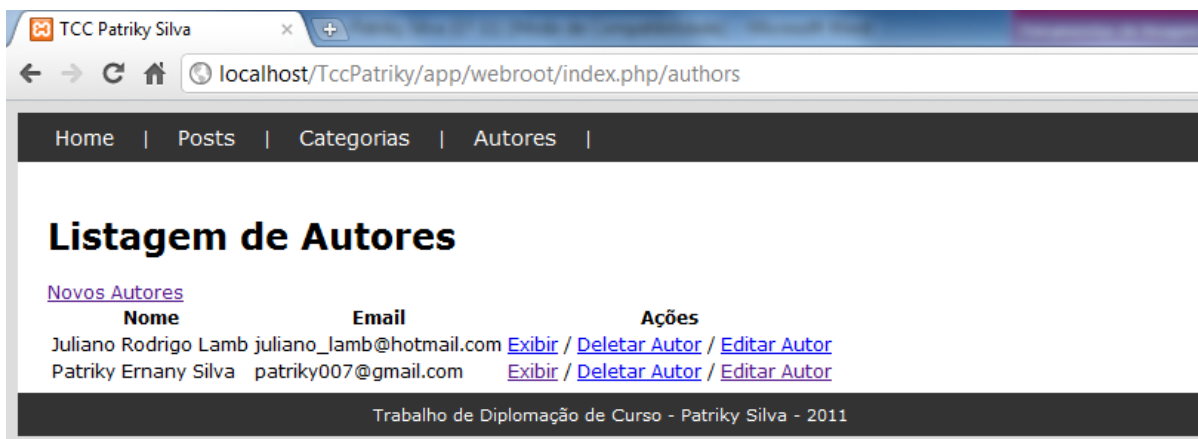 TCC Patriky Silva
localhost/TccPatriky/app/webroot/index.php/authors
Home | Posts | Categorias | Autores |
Listagem de Autores
Novos Autores
Nome Email Ações
Juliano Rodrigo Lamb juliano_lamb@hotmail.com Exibir / Deletar Autor / Editar Autor
Patriky Ernany Silva patriky007@gmail.com Exibir / Deletar Autor / Editar Autor
Trabalho de Diplomação de Curso - Patriky Silva - 2011